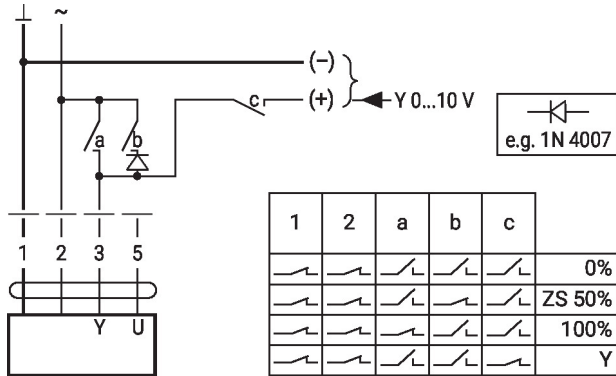 ⊥ ~
(−)
c (+) Y 0...10 V
a b
e.g. 1N 4007
1 2 3 5
Y U
1 2 a b c
0%
ZS 50%
100%
Y